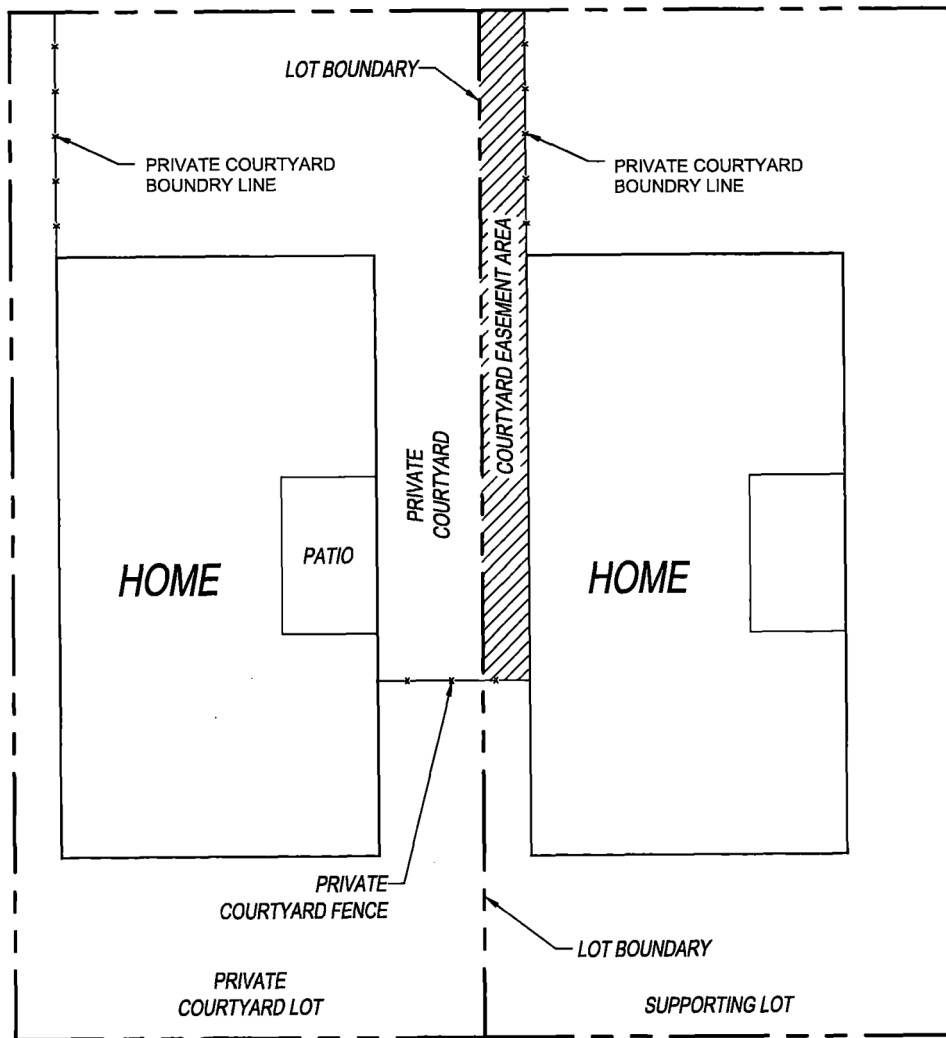 LOT BOUNDARY
PRIVATE COURTYARD
BOUNDRY LINE
PRIVATE COURTYARD
BOUNDRY LINE
COURTYARD EASEMENT AREA
PRIVATE
COURTYARD
PATIO
HOME
HOME
PRIVATE
COURTYARD FENCE
LOT BOUNDARY
PRIVATE
COURTYARD LOT
SUPPORTING LOT